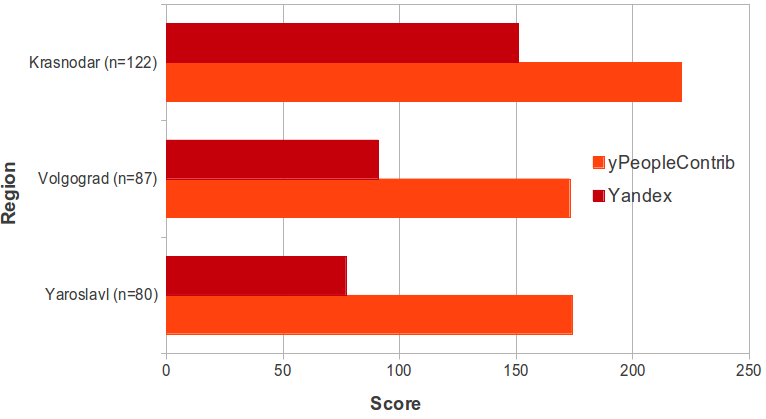 Krasnodar (n=122)
Volgograd (n=87)
Yaroslavl (n=80)
Region
yPeopleContrib
Yandex
0 50 100 150 200 250
Score